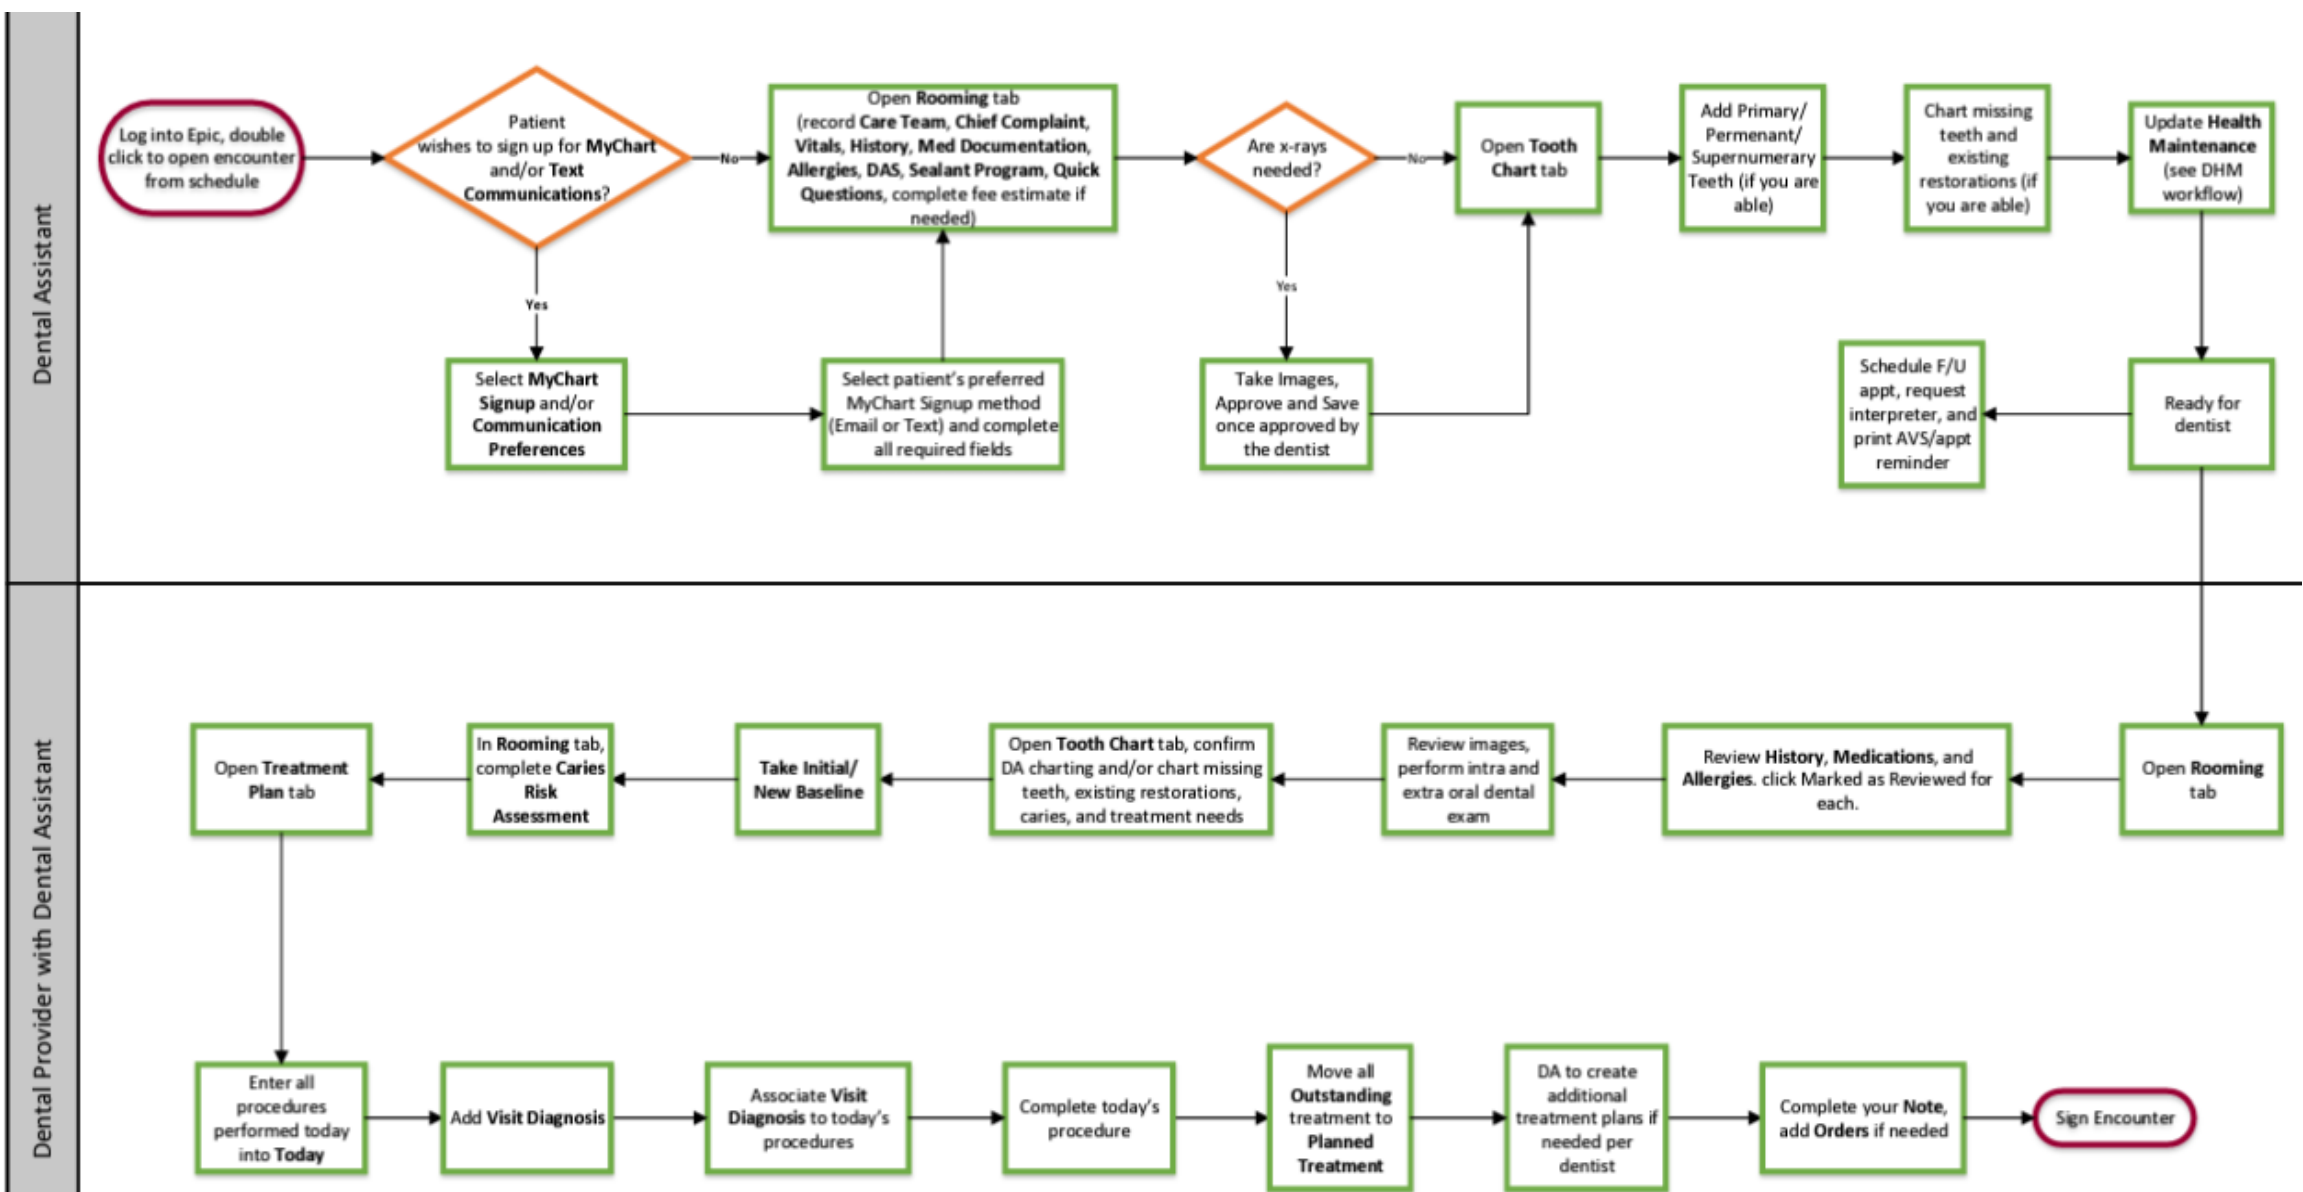 Dental Assistant
Log into Epic, double
click to open encounter
from schedule
Patient
wishes to sign up for MyChart
and/or Text
Communications?
No
Yes
Select MyChart
Signup and/or
Communication
Preferences
Select patient's preferred
MyChart Signup method
(Email or Text) and complete
all required fields
Open Rooming tab
(record Care Team, Chief Complaint,
Vitals, History, Med Documentation,
Allergies, DAS, Sealant Program, Quick
Questions, complete fee estimate if
needed)
Are x-rays
needed?
No
Yes
Take Images,
Approve and Save
once approved by
the dentist
Open Tooth
Chart tab
Add Primary/
Permenant/
Supernumerary
Teeth (if you are
able)
Chart missing
teeth and
existing
restorations (if
you are able)
Update Health
Maintenance
(see DHM
workflow)
Ready for
dentist
Schedule F/U
appt, request
interpreter, and
print AVS/appt
reminder
Dental Provider with Dental Assistant
Open Rooming
tab
Review History, Medications, and
Allergies. click Marked as Reviewed for
each.
Review images,
perform intra and
extra oral dental
exam
Open Tooth Chart tab, confirm
DA charting and/or chart missing
teeth, existing restorations,
caries, and treatment needs
Take Initial/
New Baseline
In Rooming tab,
complete Caries
Risk
Assessment
Open Treatment
Plan tab
Enter all
procedures
performed today
into Today
Add Visit Diagnosis
Associate Visit
Diagnosis to today's
procedures
Complete today's
procedure
Move all
Outstanding
treatment to
Planned
Treatment
DA to create
additional
treatment plans if
needed per
dentist
Complete your Note,
add Orders if needed
Sign Encounter